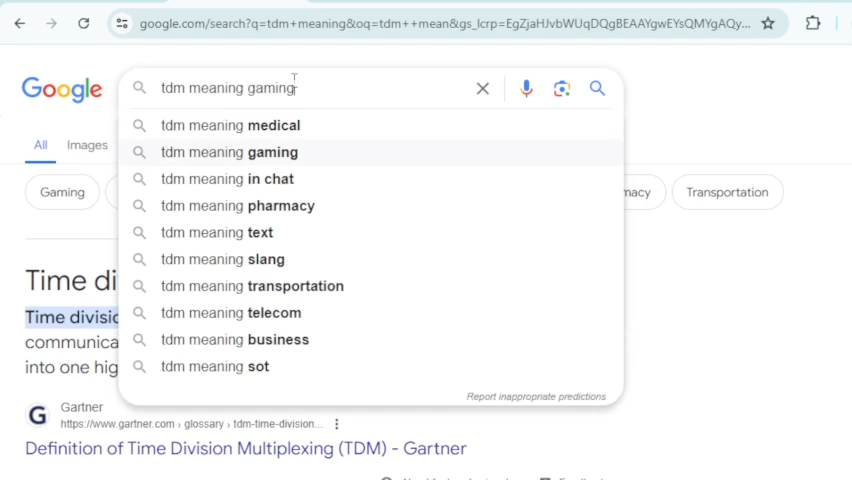 google.com/search?q=tdm+meaning&oq=tdm++mean&gs_lcrp=EgZjaHJvbWUqDQgBEAAYgwEYsQMYgAQy...
Google
tdm meaning gaming
tdm meaning medical
tdm meaning gaming
tdm meaning in chat
tdm meaning pharmacy
tdm meaning text
tdm meaning slang
tdm meaning transportation
tdm meaning telecom
tdm meaning business
tdm meaning sot
Report inappropriate predictions
All Images
Gaming macy Transportation
Time di
Time divisio
communica
into one hig
G Gartner
https://www.gartner.com › glossary › tdm-time-division...
Definition of Time Division Multiplexing (TDM) - Gartner